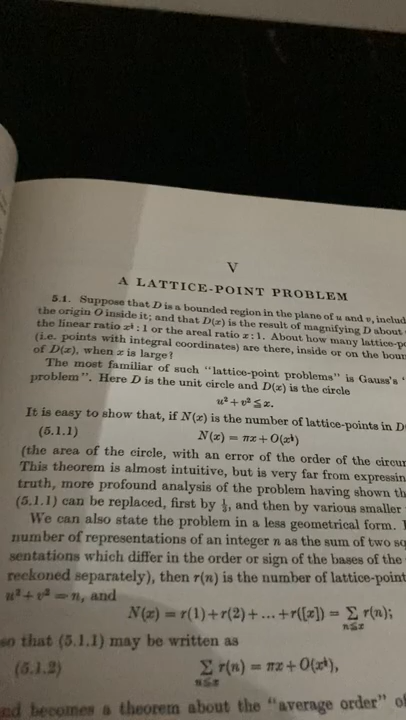 V
A LATTICE-POINT PROBLEM
5.1. Suppose that D is a bounded region in the plane of u and v, includ
the origin O inside it; and that D(x) is the result of magnifying D about
the linear ratio x½ : 1 or the areal ratio x : 1. About how many lattice-po
(i.e. points with integral coordinates) are there, inside or on the boun
of D(x), when x is large?
The most familiar of such "lattice-point problems" is Gauss's '
problem". Here D is the unit circle and D(x) is the circle
u²+v² ≦ x.
It is easy to show that, if N(x) is the number of lattice-points in D
(5.1.1) N(x) = πx+O(x½)
(the area of the circle, with an error of the order of the circum
This theorem is almost intuitive, but is very far from expressin
truth, more profound analysis of the problem having shown th
(5.1.1) can be replaced, first by ⅓, and then by various smaller
We can also state the problem in a less geometrical form.
number of representations of an integer n as the sum of two sq
sentations which differ in the order or sign of the bases of the
reckoned separately), then r(n) is the number of lattice-point
u²+v² = n, and
N(x) = r(1)+r(2)+...+r([x]) = Σ r(n);
n≦x
so that (5.1.1) may be written as
(5.1.2) Σ r(n) = πx+O(x½),
n≦x
nd becomes a theorem about the "average order" of